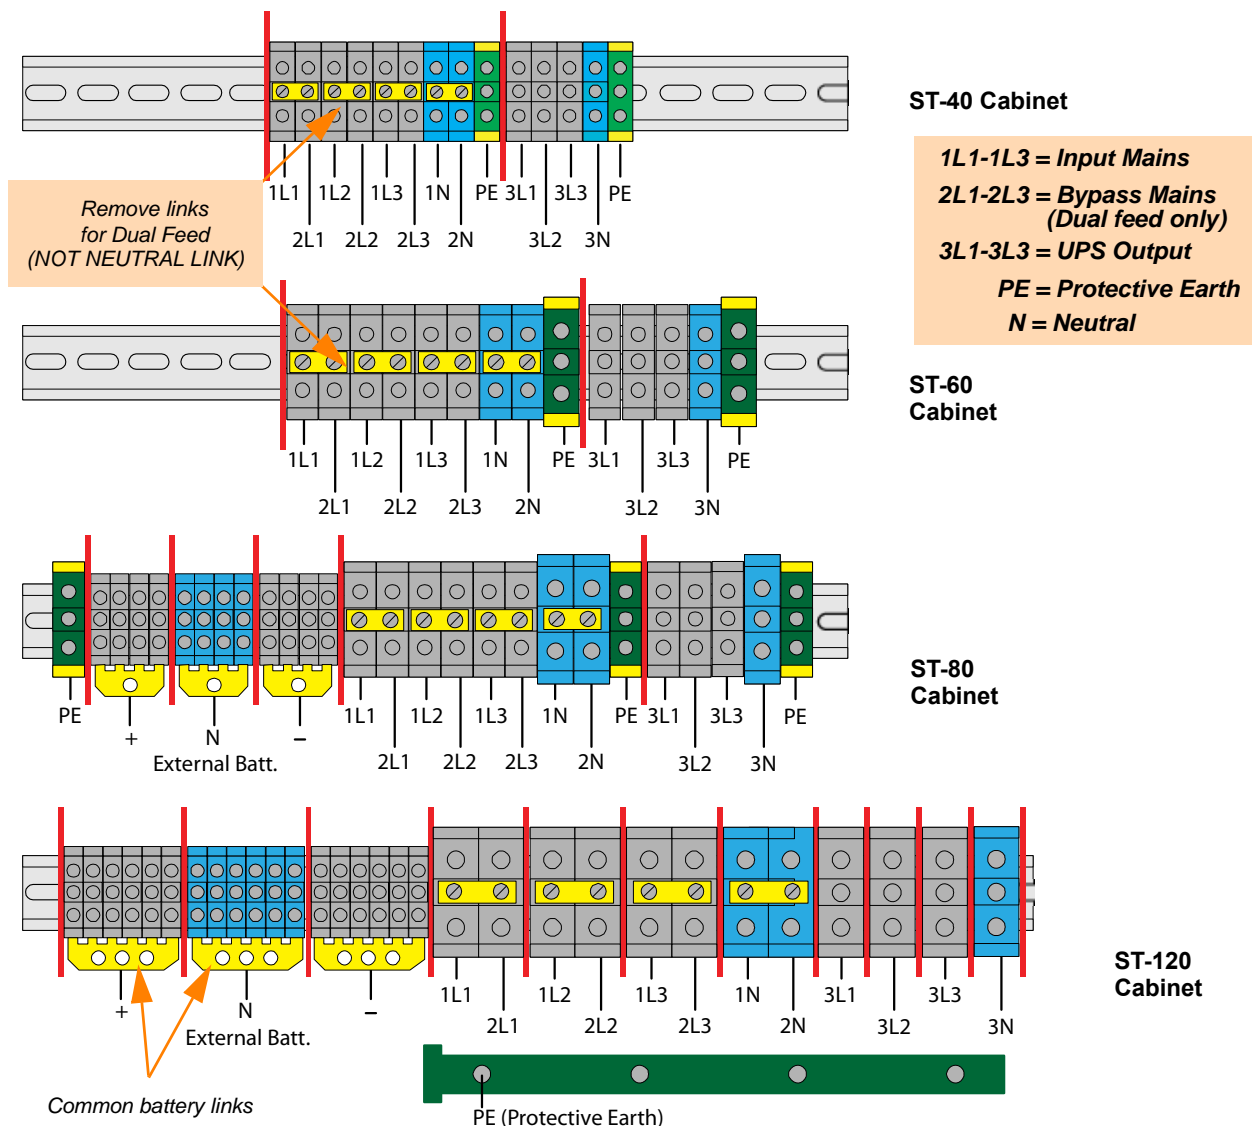 ST-40 Cabinet
1L1-1L3 = Input Mains
2L1-2L3 = Bypass Mains
(Dual feed only)
3L1-3L3 = UPS Output
PE = Protective Earth
N = Neutral
1L1 1L2 1L3 1N PE 3L1 3L3 PE
2L1 2L2 2L3 2N 3L2 3N
Remove links
for Dual Feed
(NOT NEUTRAL LINK)
ST-60
Cabinet
1L1 1L2 1L3 1N PE 3L1 3L3 PE
2L1 2L2 2L3 2N 3L2 3N
ST-80
Cabinet
PE 1L1 1L2 1L3 1N PE 3L1 3L3 PE
+ N –
External Batt. 2L1 2L2 2L3 2N 3L2 3N
ST-120
Cabinet
1L1 1L2 1L3 1N 3L1 3L3
+ N –
External Batt. 2L1 2L2 2L3 2N 3L2 3N
Common battery links
PE (Protective Earth)